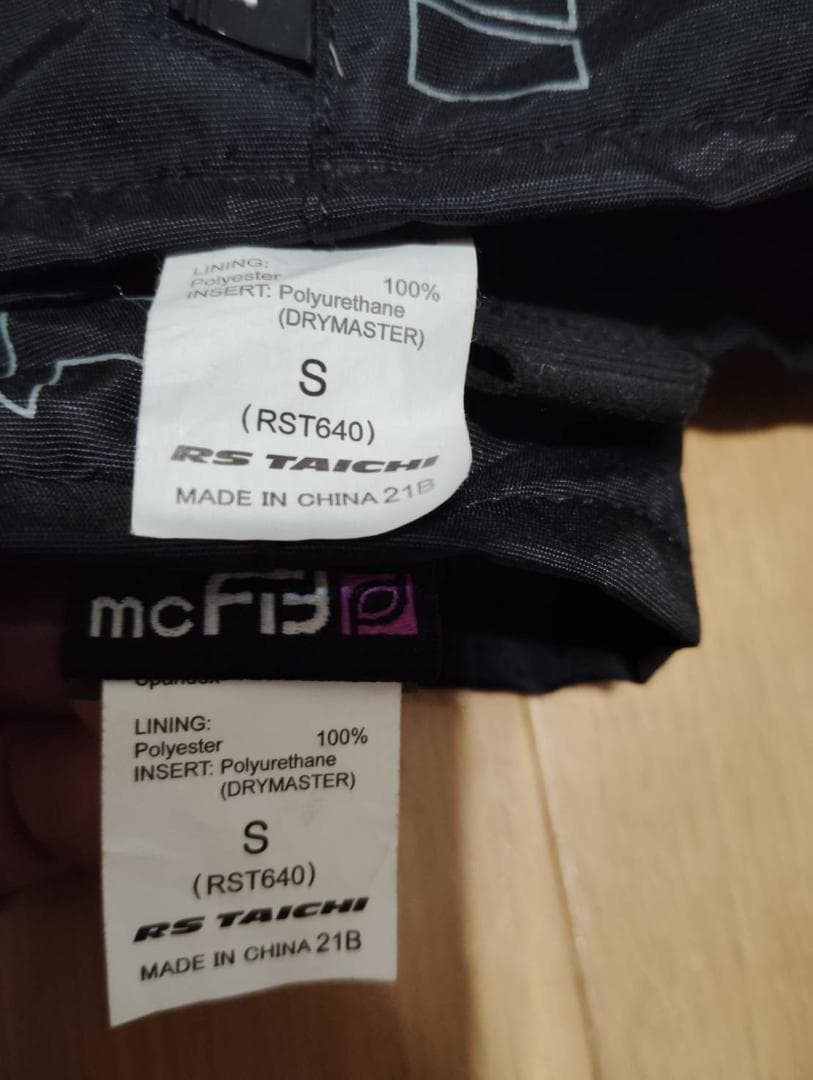 LINING:
Polyester 100%
INSERT: Polyurethane
(DRYMASTER)
S
(RST640)
RS TAICHI
MADE IN CHINA 21B
mcFit
LINING:
Polyester 100%
INSERT: Polyurethane
(DRYMASTER)
S
(RST640)
RS TAICHI
MADE IN CHINA 21B